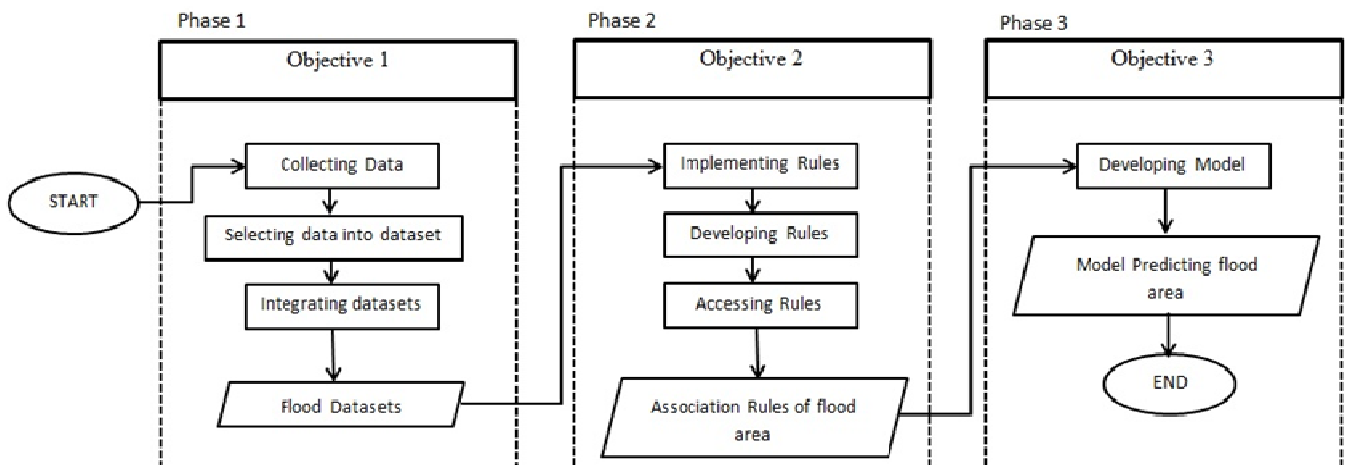 Phase 1
Objective 1
START
Collecting Data
Selecting data into dataset
Integrating datasets
Flood Datasets
Phase 2
Objective 2
Implementing Rules
Developing Rules
Accessing Rules
Association Rules of flood
area
Phase 3
Objective 3
Developing Model
Model Predicting flood
area
END